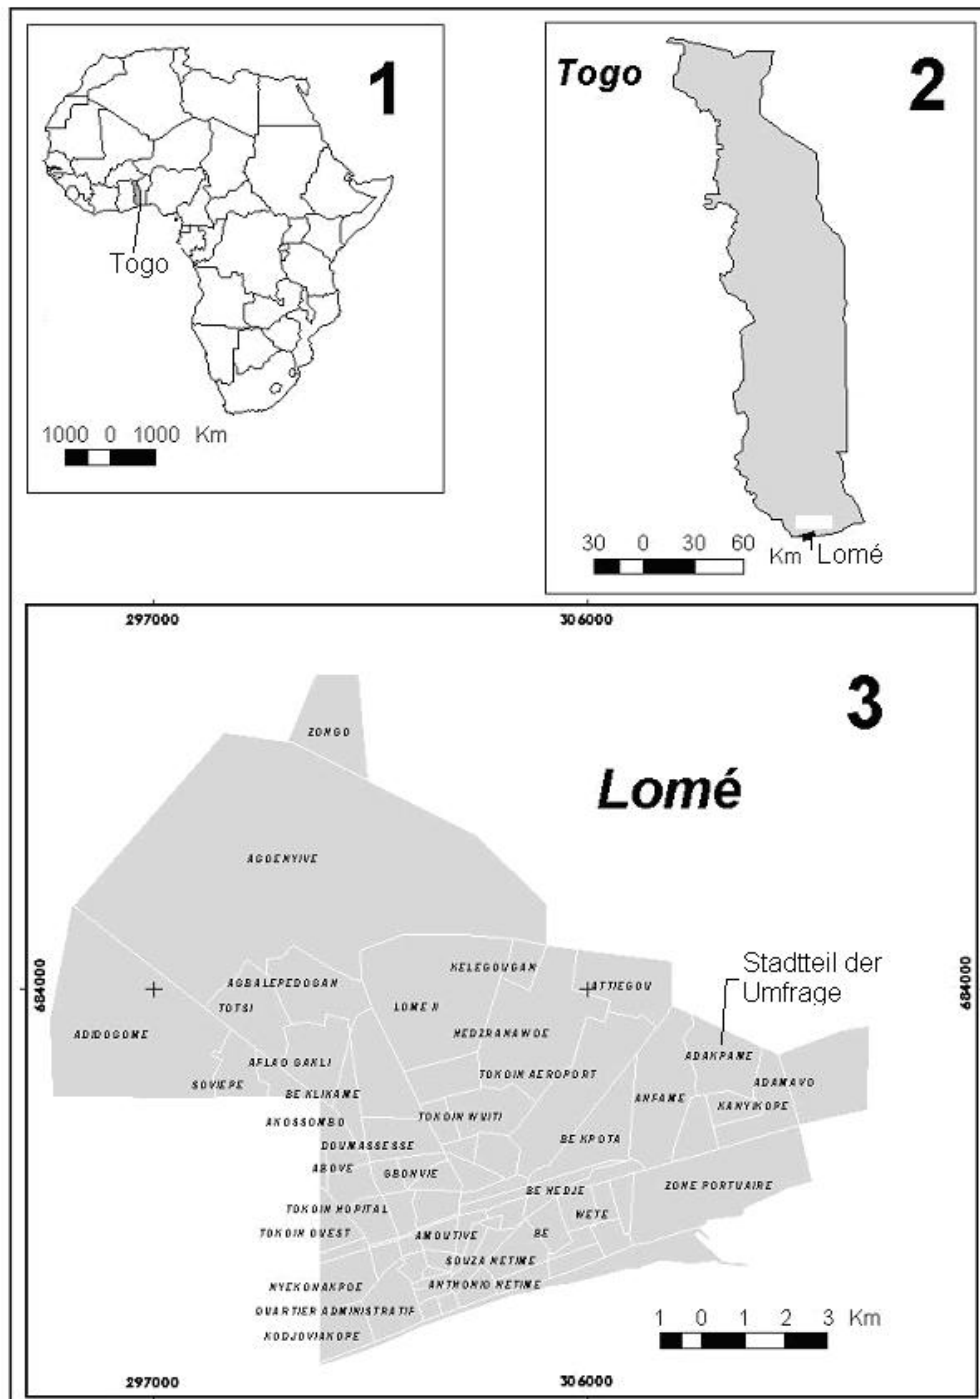 1
Togo
1000 0 1000 Km
Togo
2
30 0 30 60 Km
Lomé
297000 306000
3
Lomé
ZONGO
AGOENYIVE
684000
684000
KELEGOUGAN
ATTIEGOU
Stadtteil der
Umfrage
AGBALEPEDOGAN
TOTSI
LOME II
ADIDOGOME
HEDZRANAWOE
AFLAO GAKLI
ADAKPAME
SOVIEPE
TOKOIN AEROPORT
ADAMAVO
BE KLIKAME
ANFAME
KANYIKOPE
AKOSSOMBO
TOKOIN WUITI
DOUMASSESSE
BE KPOTA
ABOVE
GBONVIE
ZONE PORTUAIRE
BE HEDJE
TOKOIN HOPITAL
WETE
TOKOIN OUEST
AMOUTIVE
BE
SOUZA NETIME
NYEKONAKPOE
ANTHONIO NETIME
QUARTIER ADMINISTRATIF
KODJOVIAKOPE
1 0 1 2 3 Km
297000 306000